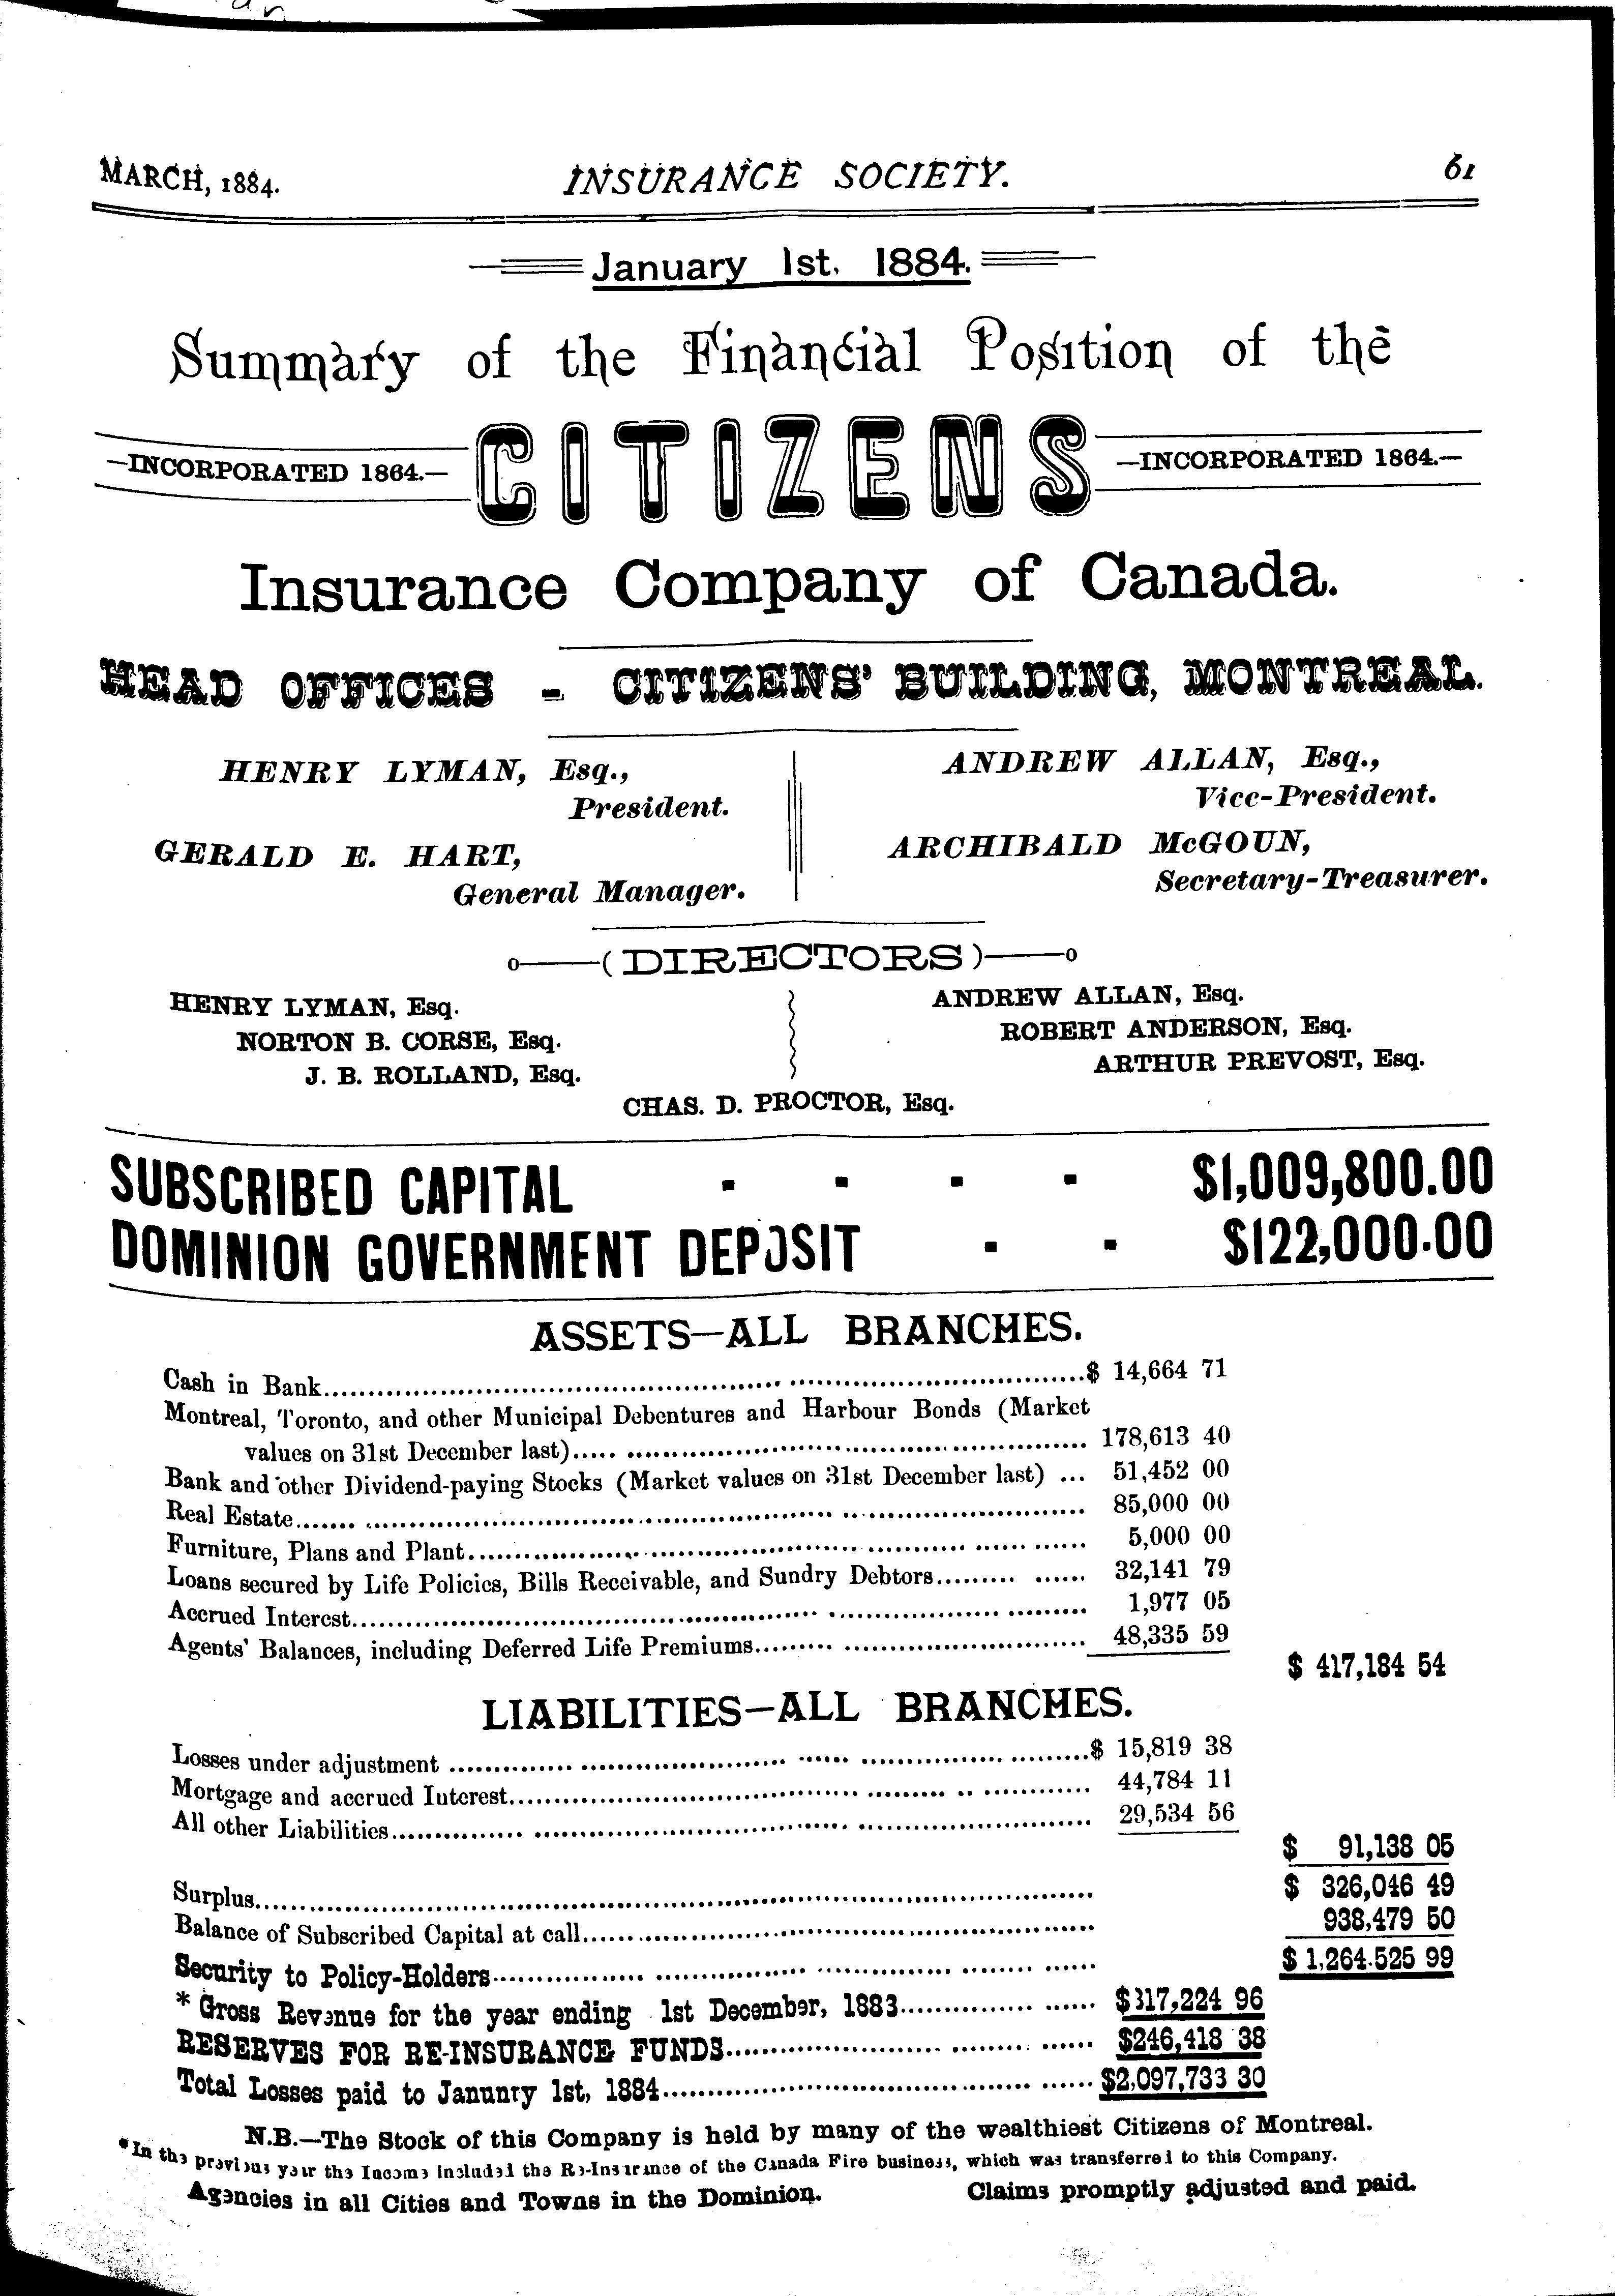 MARCH, 1884. INSURANCE SOCIETY. 61
January 1st, 1884.
Summary of the Financial Position of the
—INCORPORATED 1864.— CITIZENS —INCORPORATED 1864.—
Insurance Company of Canada.
HEAD OFFICES - CITIZENS' BUILDING, MONTREAL.
HENRY LYMAN, Esq.,
President.
ANDREW ALLAN, Esq.,
Vice-President.
GERALD E. HART,
General Manager.
ARCHIBALD McGOUN,
Secretary-Treasurer.
(DIRECTORS)
HENRY LYMAN, Esq.
NORTON B. CORSE, Esq.
J. B. ROLLAND, Esq.
ANDREW ALLAN, Esq.
ROBERT ANDERSON, Esq.
ARTHUR PREVOST, Esq.
CHAS. D. PROCTOR, Esq.
SUBSCRIBED CAPITAL - - - - $1,009,800.00
DOMINION GOVERNMENT DEPOSIT - - $122,000.00
ASSETS—ALL BRANCHES.
Cash in Bank.....$ 14,664 71
Montreal, Toronto, and other Municipal Debentures and Harbour Bonds (Market
values on 31st December last)..... 178,613 40
Bank and other Dividend-paying Stocks (Market values on 31st December last) ... 51,452 00
Real Estate..... 85,000 00
Furniture, Plans and Plant..... 5,000 00
Loans secured by Life Policies, Bills Receivable, and Sundry Debtors..... 32,141 79
Accrued Interest..... 1,977 05
Agents' Balances, including Deferred Life Premiums..... 48,335 59
$ 417,184 54
LIABILITIES—ALL BRANCHES.
Losses under adjustment .....$ 15,819 38
Mortgage and accrued Interest..... 44,784 11
All other Liabilities..... 29,534 56
$ 91,138 05
Surplus..... $ 326,046 49
Balance of Subscribed Capital at call..... 938,479 50
Security to Policy-Holders..... $ 1,264.525 99
* Gross Revenue for the year ending 1st December, 1883..... $317,224 96
RESERVES FOR RE-INSURANCE FUNDS..... $246,418 38
Total Losses paid to Janunry 1st, 1884..... $2,097,733 30
N.B.—The Stock of this Company is held by many of the wealthiest Citizens of Montreal.
*In the previous year the Income included the Re-Insurance of the Canada Fire business, which was transferred to this Company.
Agencies in all Cities and Towns in the Dominion. Claims promptly adjusted and paid.